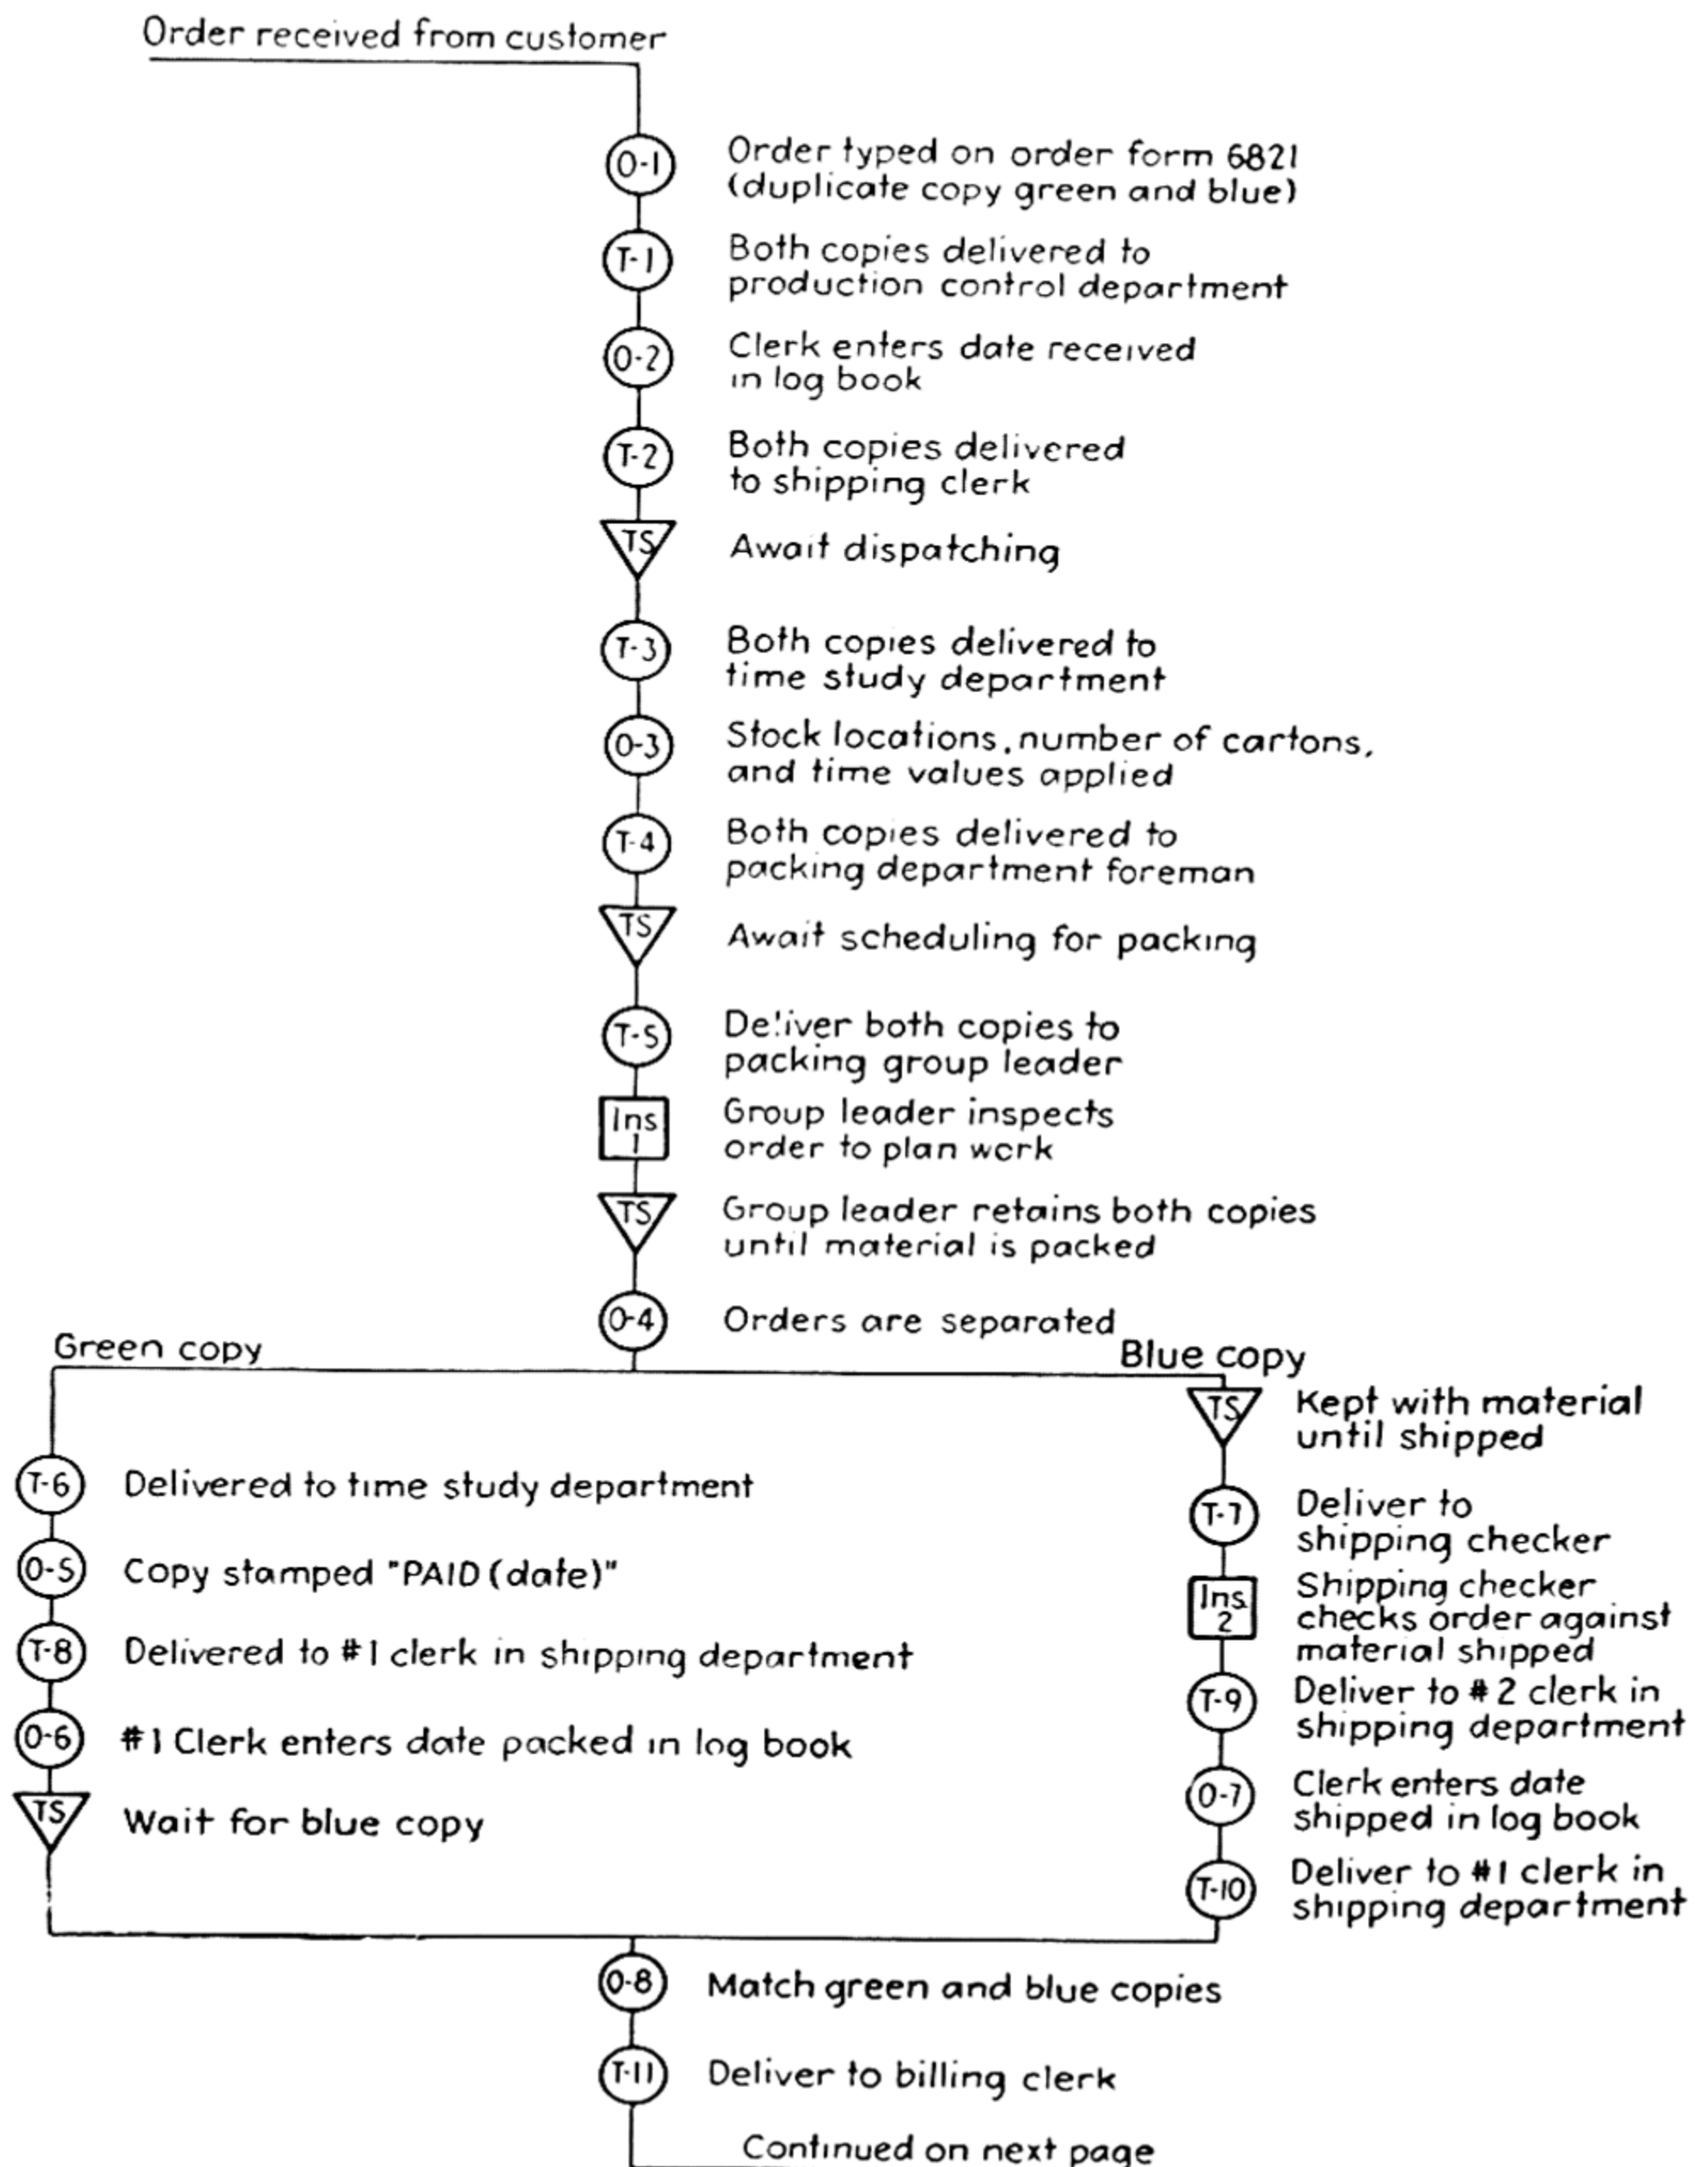 Order received from customer
O-1
Order typed on order form 6821
(duplicate copy green and blue)
T-1
Both copies delivered to
production control department
O-2
Clerk enters date received
in log book
T-2
Both copies delivered
to shipping clerk
TS
Await dispatching
T-3
Both copies delivered to
time study department
O-3
Stock locations, number of cartons,
and time values applied
T-4
Both copies delivered to
packing department foreman
TS
Await scheduling for packing
T-5
Deliver both copies to
packing group leader
Ins
1
Group leader inspects
order to plan work
TS
Group leader retains both copies
until material is packed
O-4
Orders are separated
Green copy
T-6
Delivered to time study department
O-5
Copy stamped "PAID (date)"
T-8
Delivered to #1 clerk in shipping department
O-6
#1 Clerk enters date packed in log book
TS
Wait for blue copy
Blue copy
TS
Kept with material
until shipped
T-7
Deliver to
shipping checker
Ins
2
Shipping checker
checks order against
material shipped
T-9
Deliver to #2 clerk in
shipping department
O-7
Clerk enters date
shipped in log book
T-10
Deliver to #1 clerk in
shipping department
O-8
Match green and blue copies
T-11
Deliver to billing clerk
Continued on next page